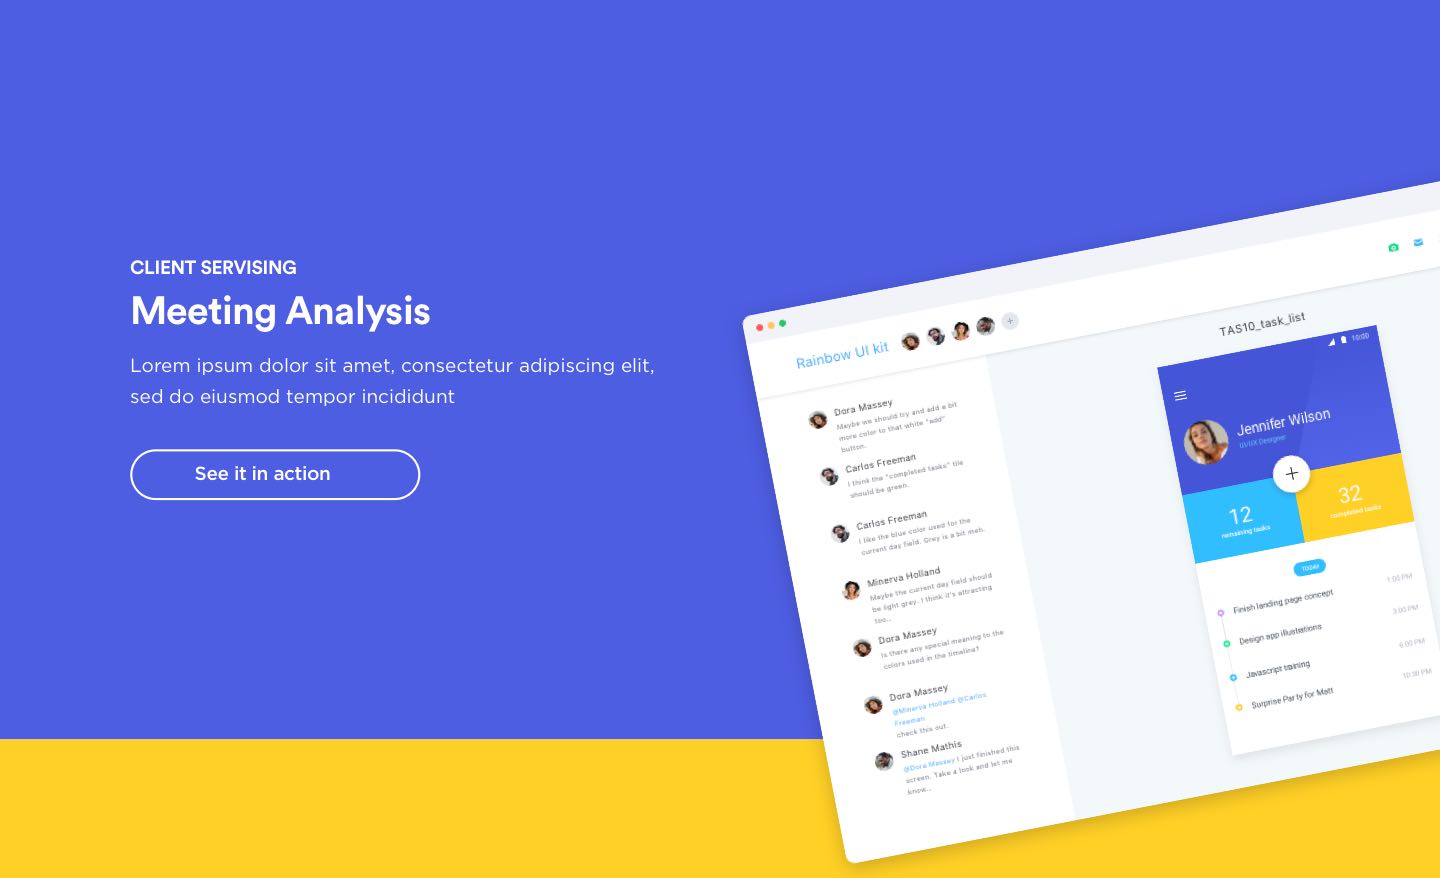 CLIENT SERVISING
Meeting Analysis
Lorem ipsum dolor sit amet, consectetur adipiscing elit,
sed do eiusmod tempor incididunt
See it in action
Rainbow UI kit
Dora Massey
Maybe we should try and add a bit
more color to that white "add"
button.
Carlos Freeman
I think the "completed tasks" tile
should be green.
Carlos Freeman
I like the blue color used for the
current day field. Grey is a bit meh.
Minerva Holland
Maybe the current day field should
be light grey. I think it's attracting
too...
Dora Massey
Is there any special meaning to the
colors used in the timeline?
Dora Massey
@Minerva Holland @Carlos
Freeman
check this out.
Shane Mathis
@Dora Massey I just finished this
screen. Take a look and let me
know...
TAS10_task_list
10:00
Jennifer Wilson
UI/UX Designer
12
remaining tasks
32
completed tasks
TODAY
Finish landing page concept 1:00 PM
Design app illustrations 3:00 PM
Javascript training 6:00 PM
Surprise Party for Matt 10:30 PM